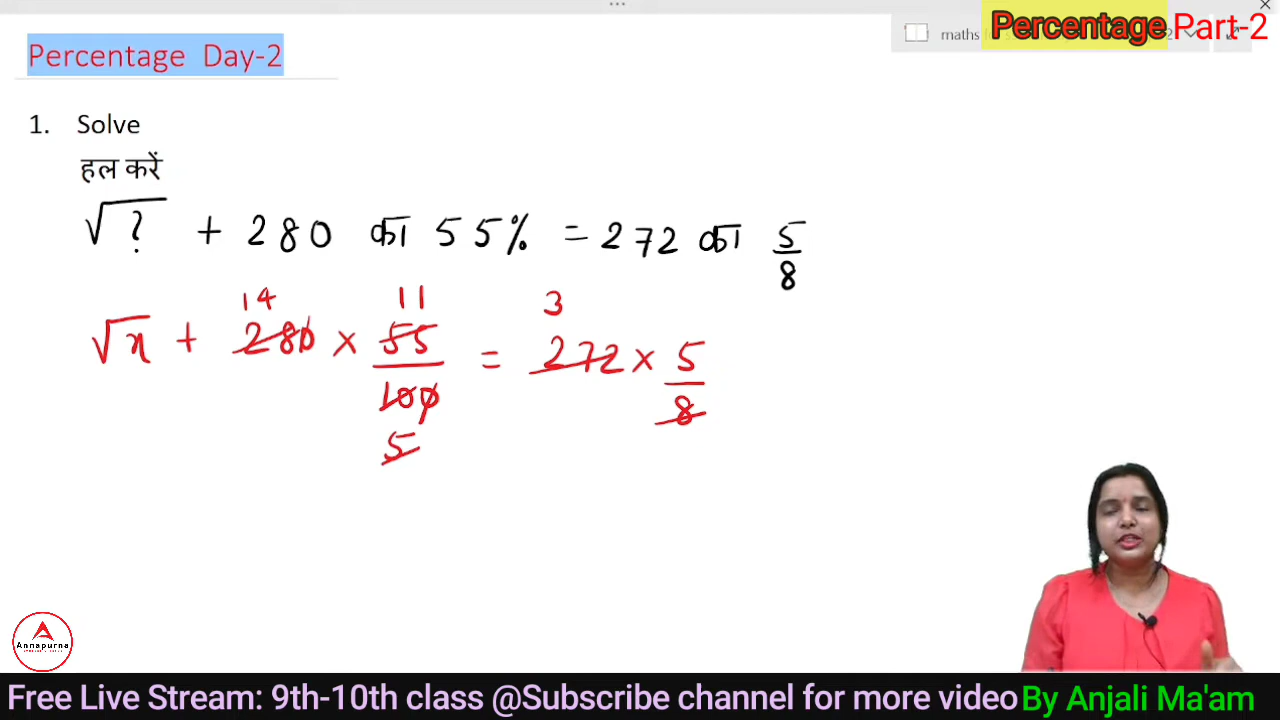 Percentage Part-2
maths
Percentage Day-2
1. Solve
हल करें
√? + 280 का 55% = 272 का 5/8
14 11 3
√x + 280 × 55/100 = 272 × 5/8
5
Annapurna
Free Live Stream: 9th-10th class @Subscribe channel for more video By Anjali Ma'am